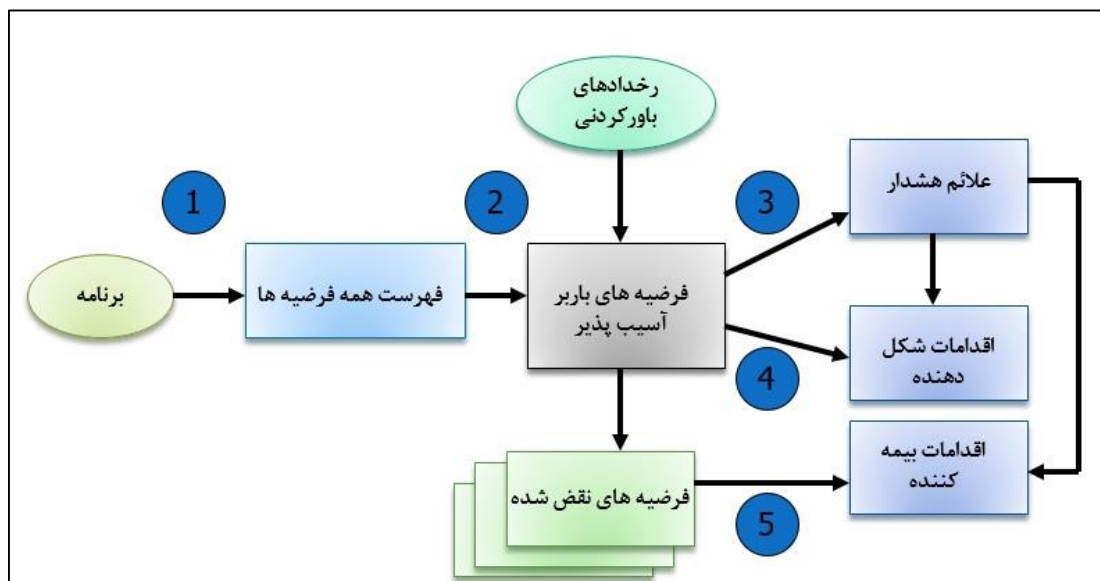 رخدادهای
باورکردنی
1
2
3
علائم هشدار
برنامه
فهرست همه فرضیه ها
فرضیه های باربر
آسیب پذیر
4
اقدامات شکل
دهنده
فرضیه های نقض شده
5
اقدامات بیمه
کننده